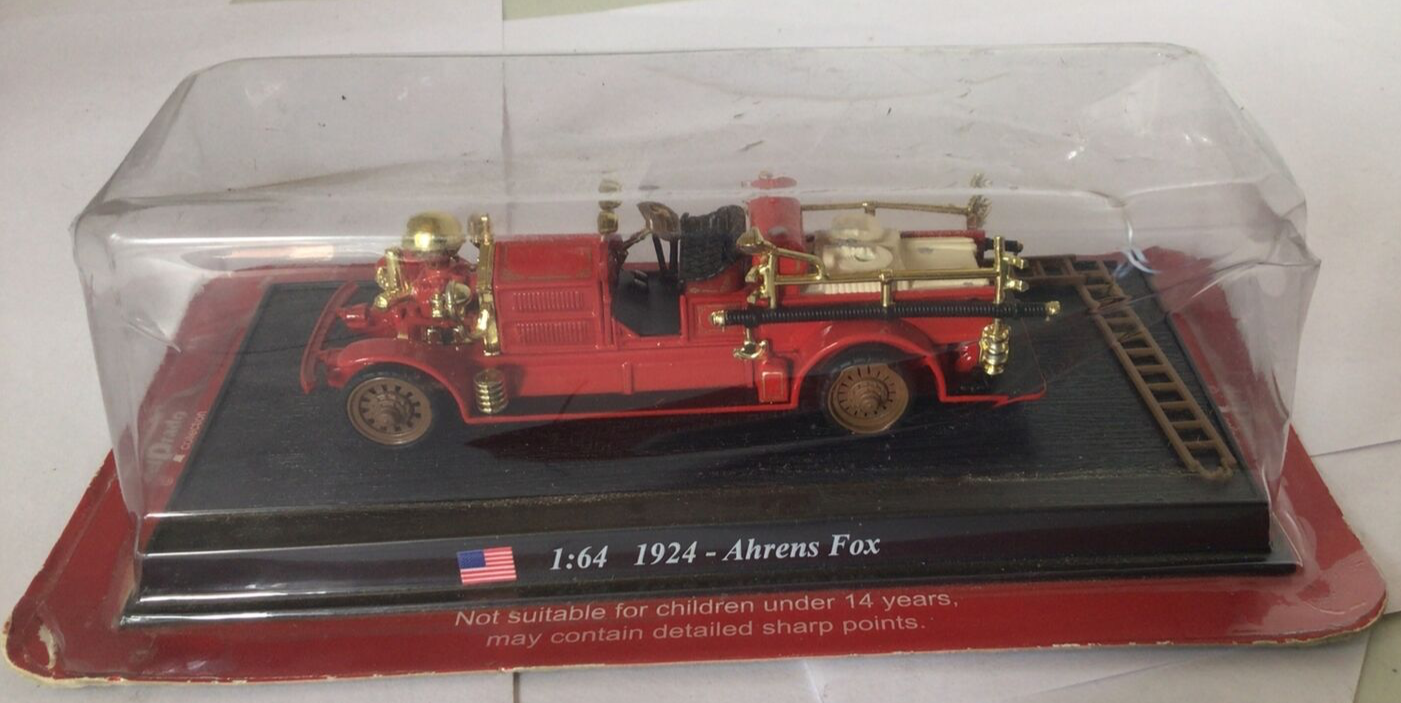 1:64 1924 - Ahrens Fox
Not suitable for children under 14 years,
may contain detailed sharp points.